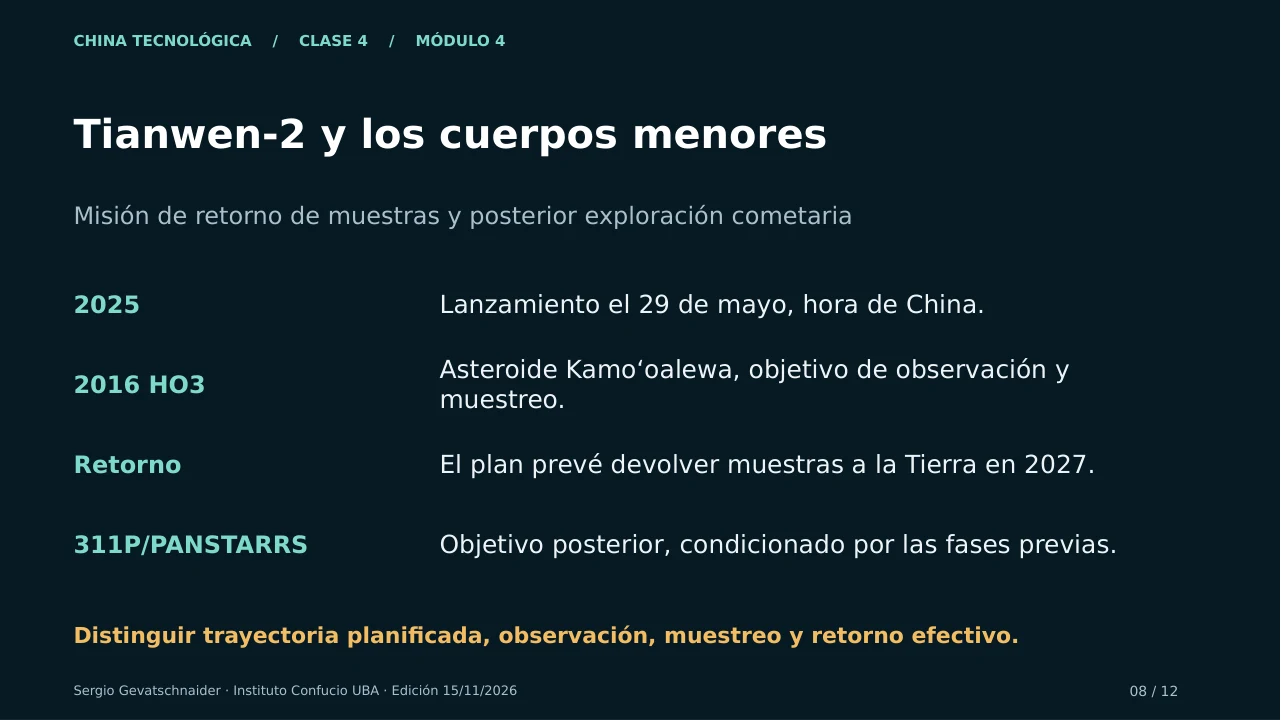 CHINA TECNOLÓGICA / CLASE 4 / MÓDULO 4
Tianwen-2 y los cuerpos menores
Misión de retorno de muestras y posterior exploración cometaria
2025
Lanzamiento el 29 de mayo, hora de China.
2016 HO3
Asteroide Kamoʻoalewa, objetivo de observación y
muestreo.
Retorno
El plan prevé devolver muestras a la Tierra en 2027.
311P/PANSTARRS
Objetivo posterior, condicionado por las fases previas.
Distinguir trayectoria planificada, observación, muestreo y retorno efectivo.
Sergio Gevatschnaider · Instituto Confucio UBA · Edición 15/11/2026
08 / 12